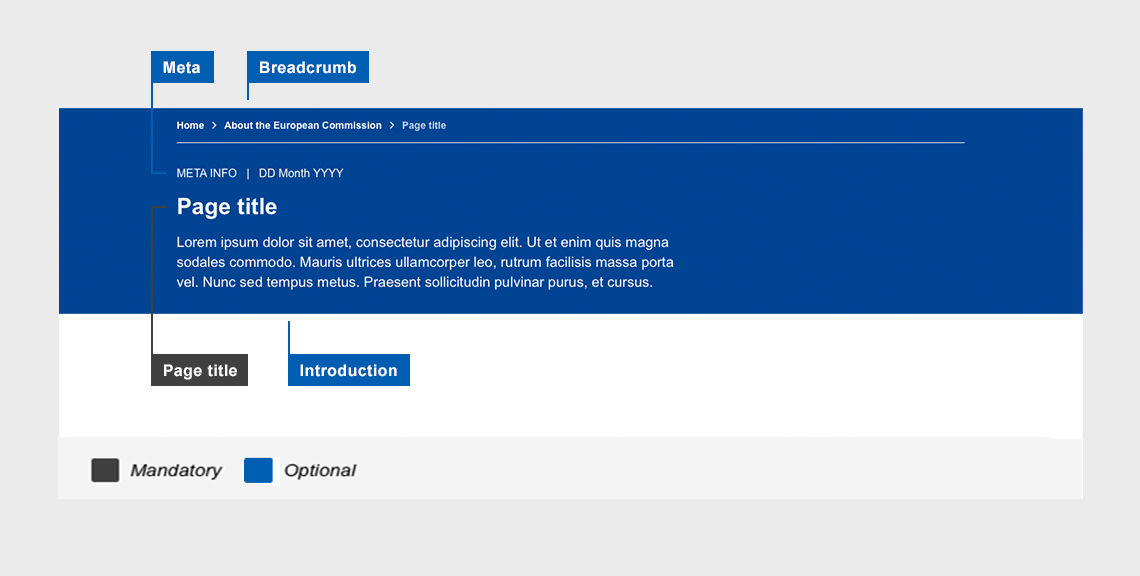 Meta Breadcrumb
Home > About the European Commission > Page title
META INFO | DD Month YYYY
Page title
Lorem ipsum dolor sit amet, consectetur adipiscing elit. Ut et enim quis magna
sodales commodo. Mauris ultrices ullamcorper leo, rutrum facilisis massa porta
vel. Nunc sed tempus metus. Praesent sollicitudin pulvinar purus, et cursus.
Page title Introduction
Mandatory Optional